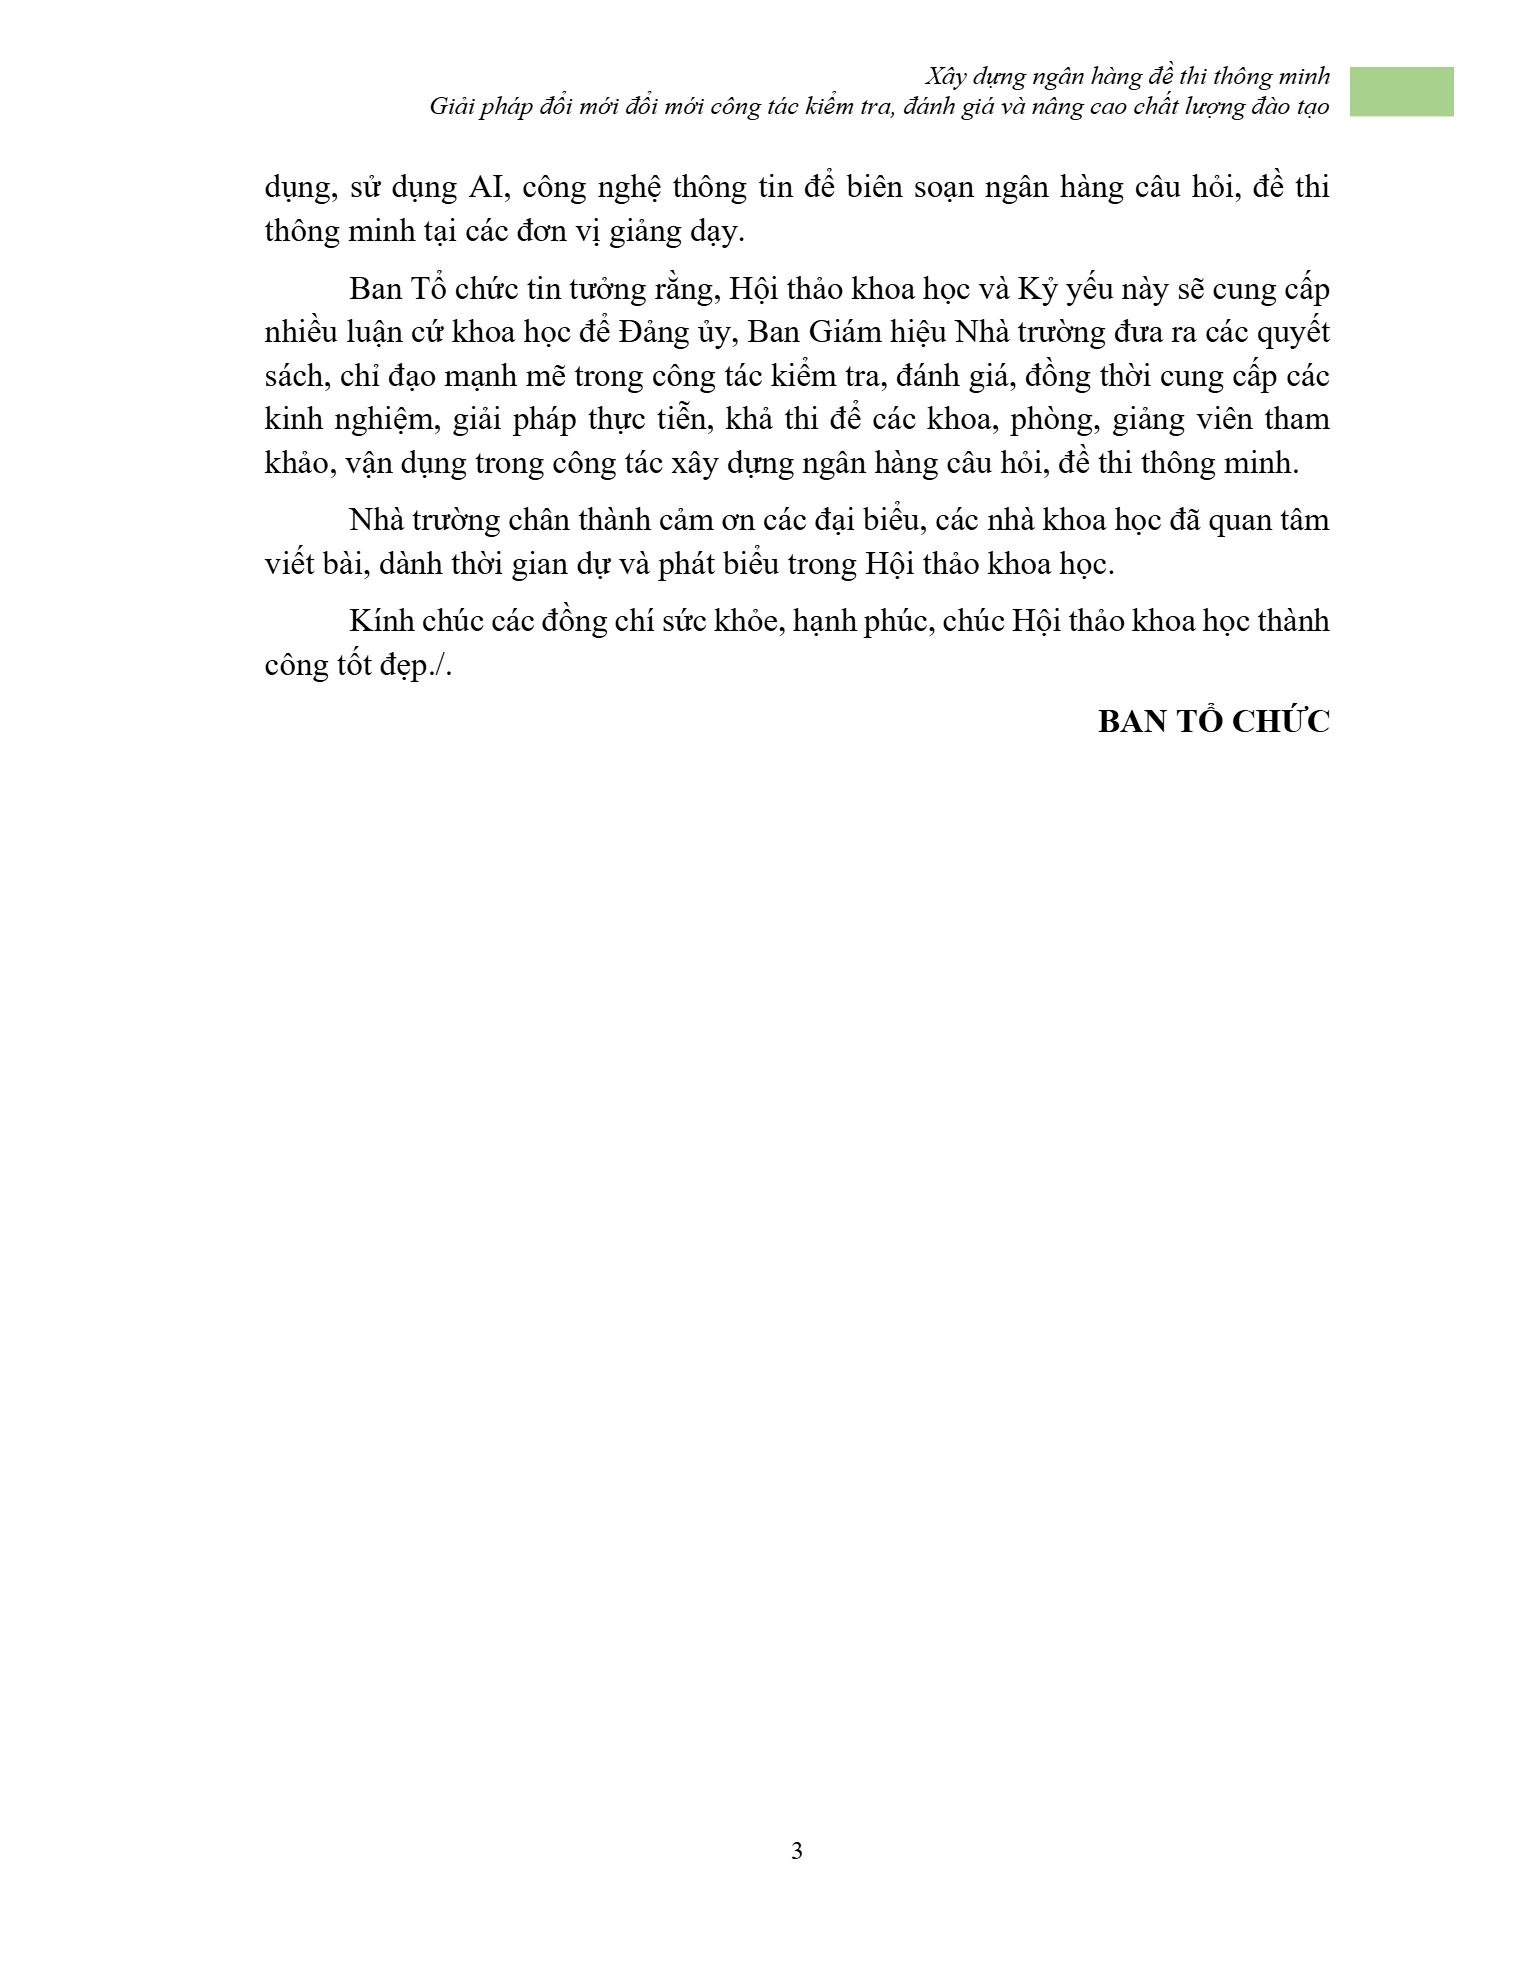 Xây dựng ngân hàng đề thi thông minh
Giải pháp đổi mới đổi mới công tác kiểm tra, đánh giá và nâng cao chất lượng đào tạo
dụng, sử dụng AI, công nghệ thông tin để biên soạn ngân hàng câu hỏi, đề thi
thông minh tại các đơn vị giảng dạy.
Ban Tổ chức tin tưởng rằng, Hội thảo khoa học và Kỷ yếu này sẽ cung cấp
nhiều luận cứ khoa học để Đảng ủy, Ban Giám hiệu Nhà trường đưa ra các quyết
sách, chỉ đạo mạnh mẽ trong công tác kiểm tra, đánh giá, đồng thời cung cấp các
kinh nghiệm, giải pháp thực tiễn, khả thi để các khoa, phòng, giảng viên tham
khảo, vận dụng trong công tác xây dựng ngân hàng câu hỏi, đề thi thông minh.
Nhà trường chân thành cảm ơn các đại biểu, các nhà khoa học đã quan tâm
viết bài, dành thời gian dự và phát biểu trong Hội thảo khoa học.
Kính chúc các đồng chí sức khỏe, hạnh phúc, chúc Hội thảo khoa học thành
công tốt đẹp./.
BAN TỔ CHỨC
3